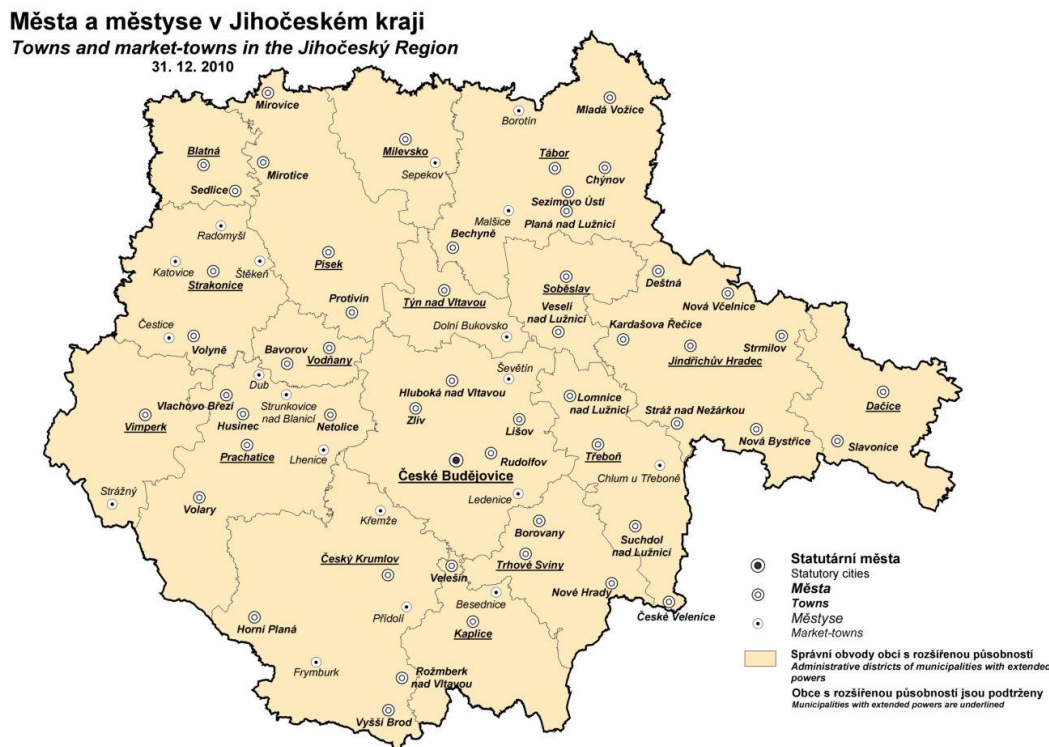 Města a městyse v Jihočeském kraji
Towns and market-towns in the Jihočeský Region
31. 12. 2010
Mirovice
Mladá Vožice
Borotín
Blatná
Milevsko
Tábor
Mirotice
Sepekov
Chýnov
Sedlice
Sezimovo Ústí
Malšice
Planá nad Lužnicí
Radomyšl
Bechyně
Písek
Katovice
Štěkeň
Strakonice
Soběslav
Deštná
Týn nad Vltavou
Nová Včelnice
Protivín
Veselí
nad Lužnicí
Čestice
Dolní Bukovsko
Kardašova Řečice
Volyně
Strmilov
Bavorov
Vodňany
Jindřichův Hradec
Dub
Ševětín
Hluboká nad Vltavou
Vlachovo Březí
Strunkovice
nad Blanicí
Lomnice
nad Lužnicí
Dačice
Vimperk
Husinec
Netolice
Zliv
Lišov
Stráž nad Nežárkou
Nová Bystřice
Slavonice
Prachatice
Lhenice
Rudolfov
Třeboň
České Budějovice
Chlum u Třeboně
Strážný
Volary
Ledenice
Křemže
Borovany
Suchdol
nad Lužnicí
Český Krumlov
Trhové Sviny
Velešín
Nové Hrady
Besednice
Přídolí
České Velenice
Horní Planá
Kaplice
Frymburk
Rožmberk
nad Vltavou
Vyšší Brod
Statutární města
Statutory cities
Města
Towns
Městyse
Market-towns
Správní obvody obcí s rozšířenou působností
Administrative districts of municipalities with extended
powers
Obce s rozšířenou působností jsou podtrženy
Municipalities with extended powers are underlined